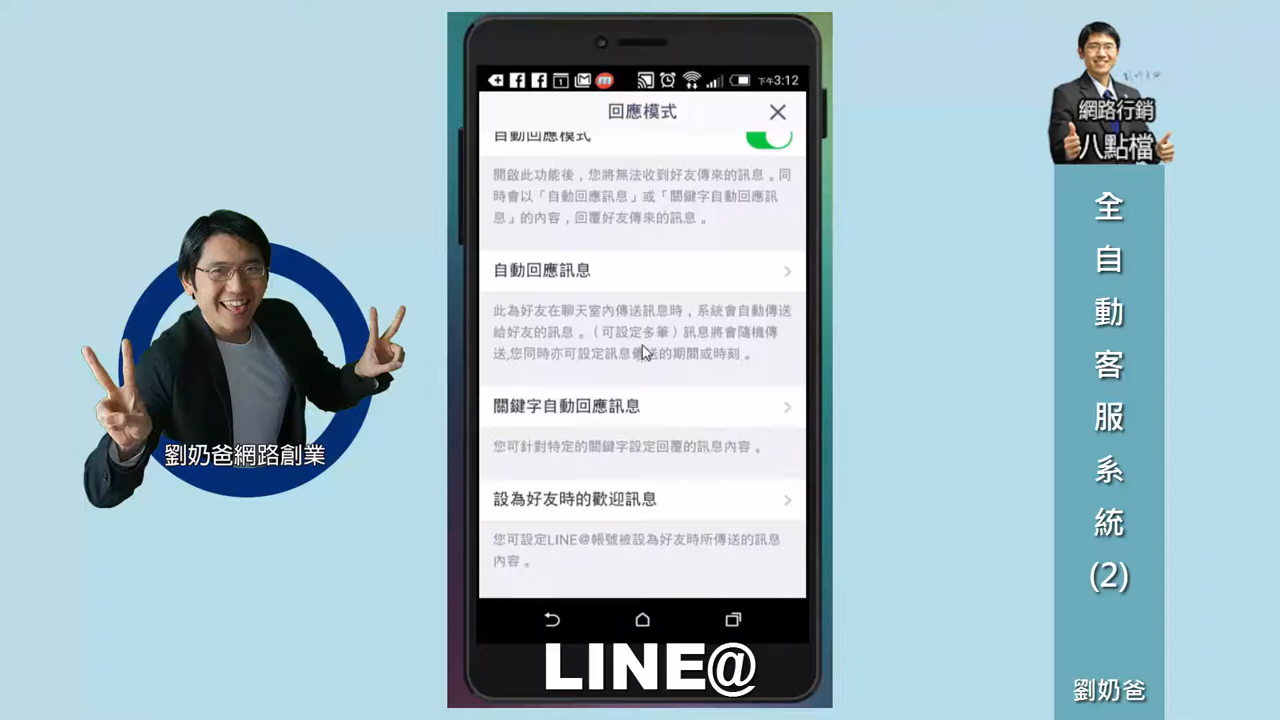 劉奶爸網路創業
下午3:12
回應模式
自動回應模式
開啟此功能後，您將無法收到好友傳來的訊息。同
時會以「自動回應訊息」或「關鍵字自動回應訊
息」的內容，回覆好友傳來的訊息。
自動回應訊息
此為好友在聊天室內傳送訊息時，系統會自動傳送
給好友的訊息。（可設定多筆）訊息將會隨機傳
送,您同時亦可設定訊息傳送的期間或時刻。
關鍵字自動回應訊息
您可針對特定的關鍵字設定回覆的訊息內容。
設為好友時的歡迎訊息
您可設定LINE@帳號被設為好友時所傳送的訊息
內容。
LINE@
網路行銷
八點檔
全自動客服系統(2)
劉奶爸